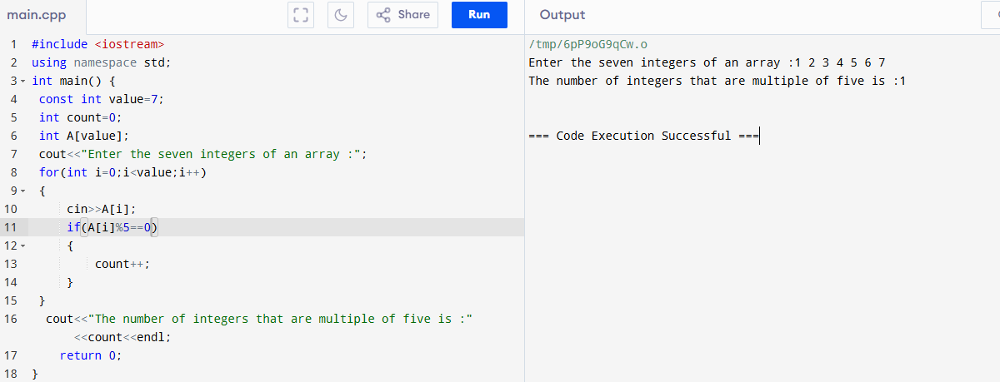 main.cpp
Share
Run
Output
1 #include <iostream>
2 using namespace std;
3 int main() {
4 const int value=7;
5 int count=0;
6 int A[value];
7 cout<<"Enter the seven integers of an array :";
8 for(int i=0;i<value;i++)
9 {
10 cin>>A[i];
11 if(A[i]%5==0)
12 {
13 count++;
14 }
15 }
16 cout<<"The number of integers that are multiple of five is :"
<<count<<endl;
17 return 0;
18 }
/tmp/6pP9oG9qCw.o
Enter the seven integers of an array :1 2 3 4 5 6 7
The number of integers that are multiple of five is :1
=== Code Execution Successful ===